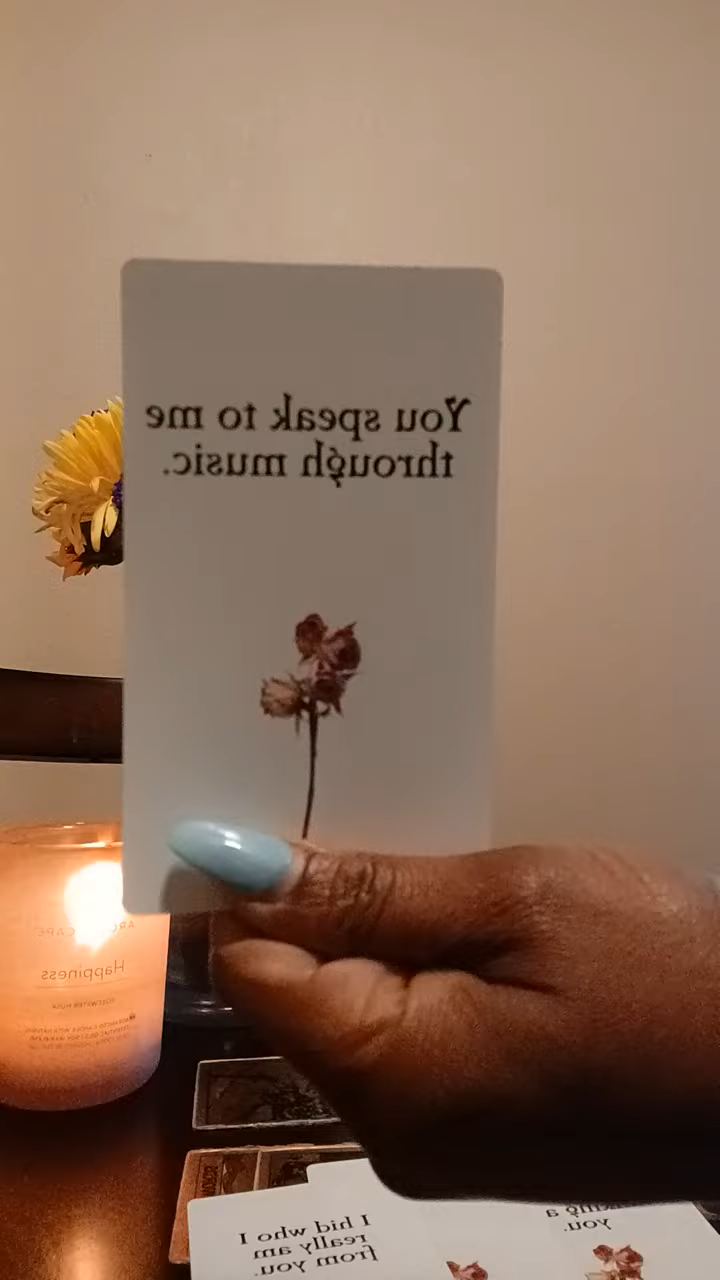 You speak to me
through music.
Happiness
I hid who I
really am
from you.
a
you.